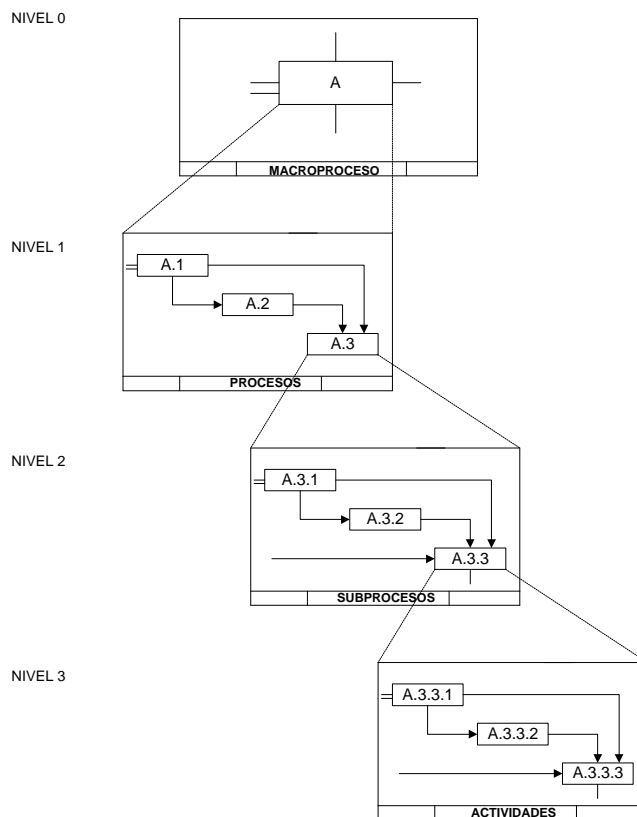 NIVEL 0
A
MACROPROCESO
NIVEL 1
A.1
A.2
A.3
PROCESOS
NIVEL 2
A.3.1
A.3.2
A.3.3
SUBPROCESOS
NIVEL 3
A.3.3.1
A.3.3.2
A.3.3.3
ACTIVIDADES